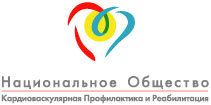 Национальное Общество
Кардиоваскулярная Профилактика и Реабилитация